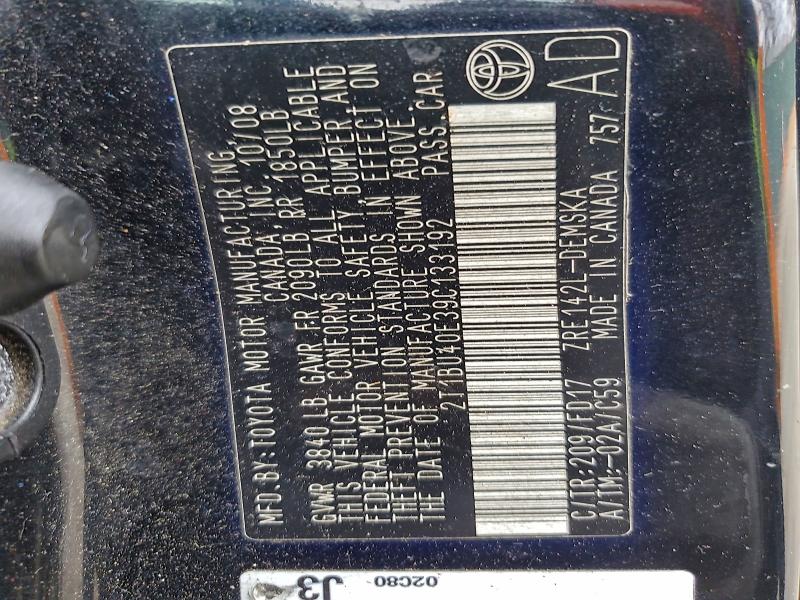 MFD. BY:TOYOTA MOTOR MANUFACTURING,
CANADA, INC. 10/08
GVWR 3840 LB GAWR FR 2090LB RR 1850LB
THIS VEHICLE CONFORMS TO ALL APPLICABLE
FEDERAL MOTOR VEHICLE SAFETY, BUMPER, AND
THEFT PREVENTION STANDARDS IN EFFECT ON
THE DATE OF MANUFACTURE SHOWN ABOVE.
2T1BU40E39C133192 PASS. CAR
C/TR:209/FD17 ZRE142L-DEMSKA
A/TM:-02A/C59 MADE IN CANADA 757
AD
J3
02C80